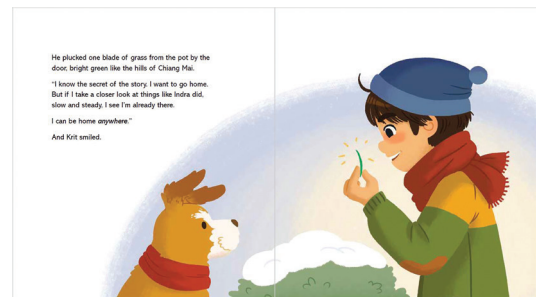 He plucked one blade of grass from the pot by the
door, bright green like the hills of Chiang Mai.
“I know the secret of the story. I want to go home.
But if I take a closer look at things like Indra did,
slow and steady, I see I’m already there.
I can be home anywhere.”
And Krit smiled.